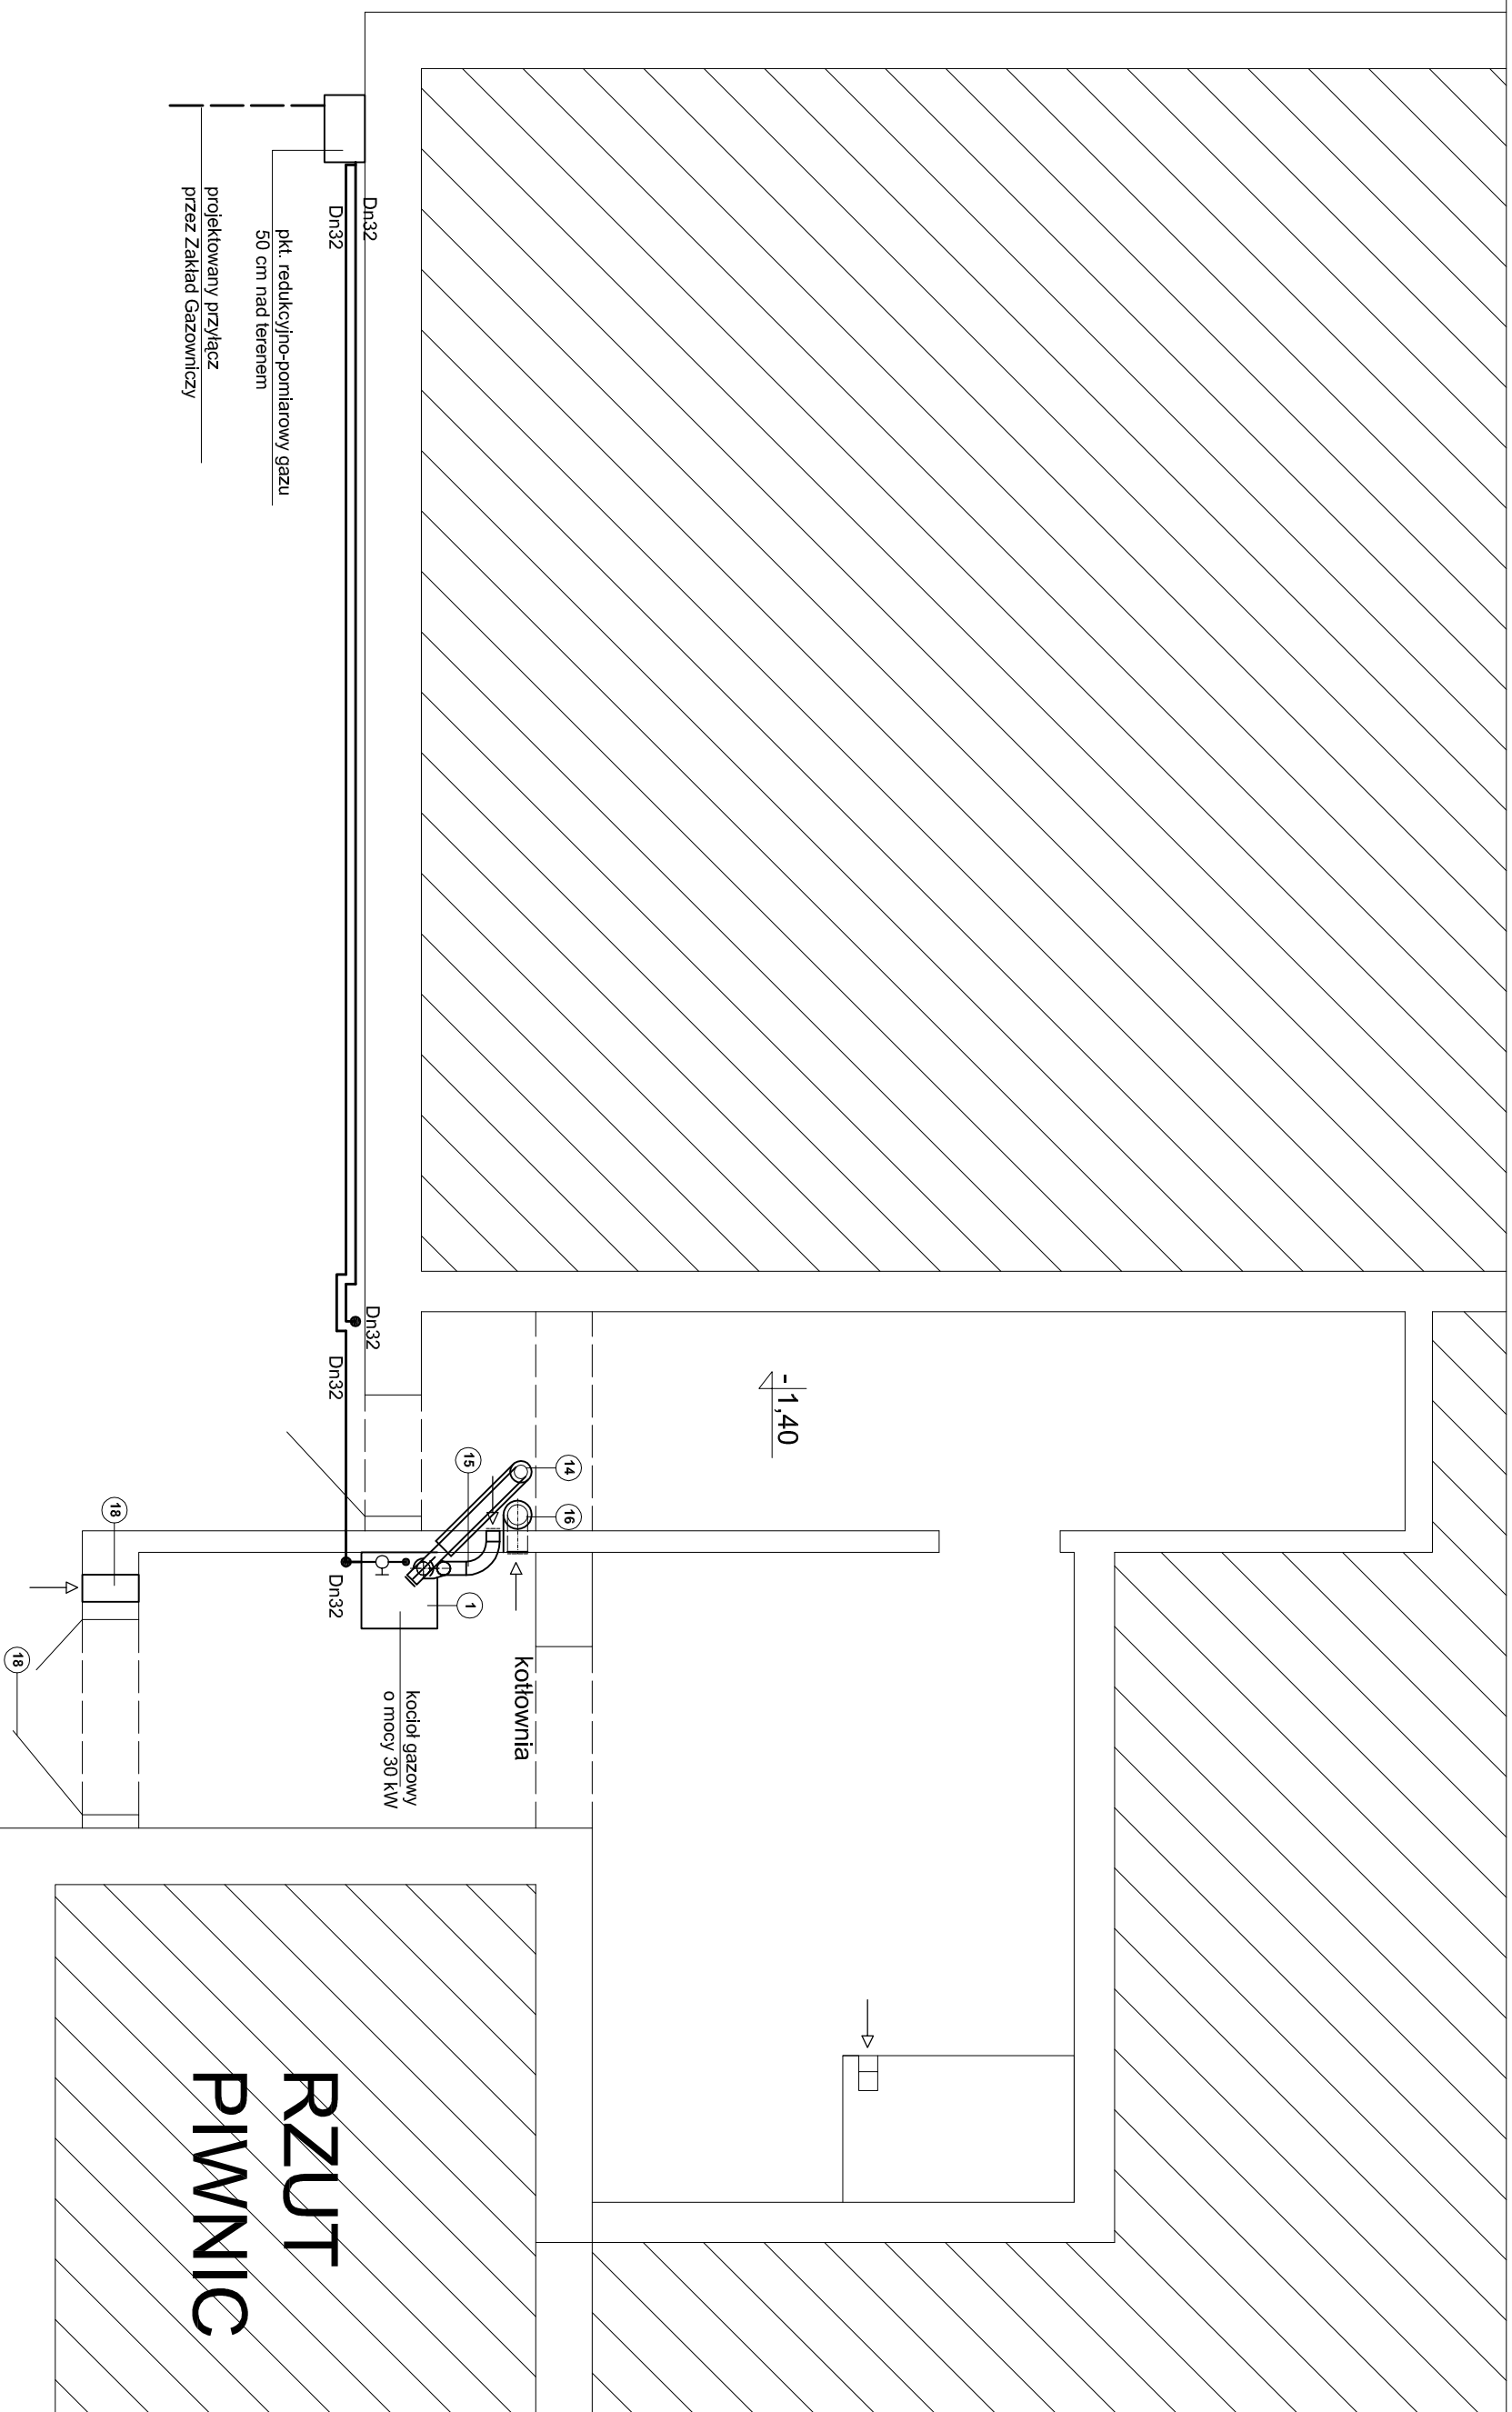 Dn32
Dn32
pkt. redukcyjno-pomiarowy gazu
50 cm nad terenem
projektowany przyłącz
przez Zakład Gazowniczy
- 1,40
Dn32
Dn32
14
16
15
1
18
Dn32
18
kotłownia
kocioł gazowy
o mocy 30 kW
RZUT
PIWNIC